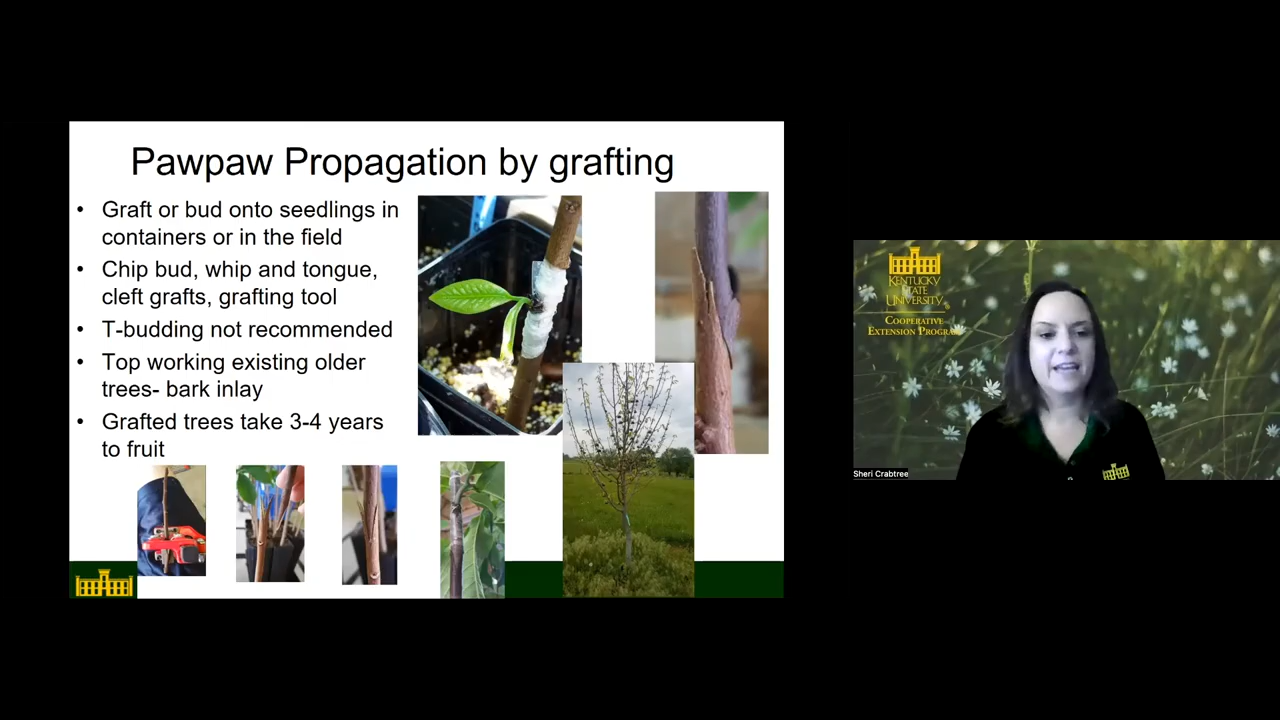 Pawpaw Propagation by grafting
• Graft or bud onto seedlings in
containers or in the field
• Chip bud, whip and tongue,
cleft grafts, grafting tool
• T-budding not recommended
• Top working existing older
trees- bark inlay
• Grafted trees take 3-4 years
to fruit
KENTUCKY
STATE
UNIVERSITY
COOPERATIVE
EXTENSION PROGRA
Sheri Crabtree